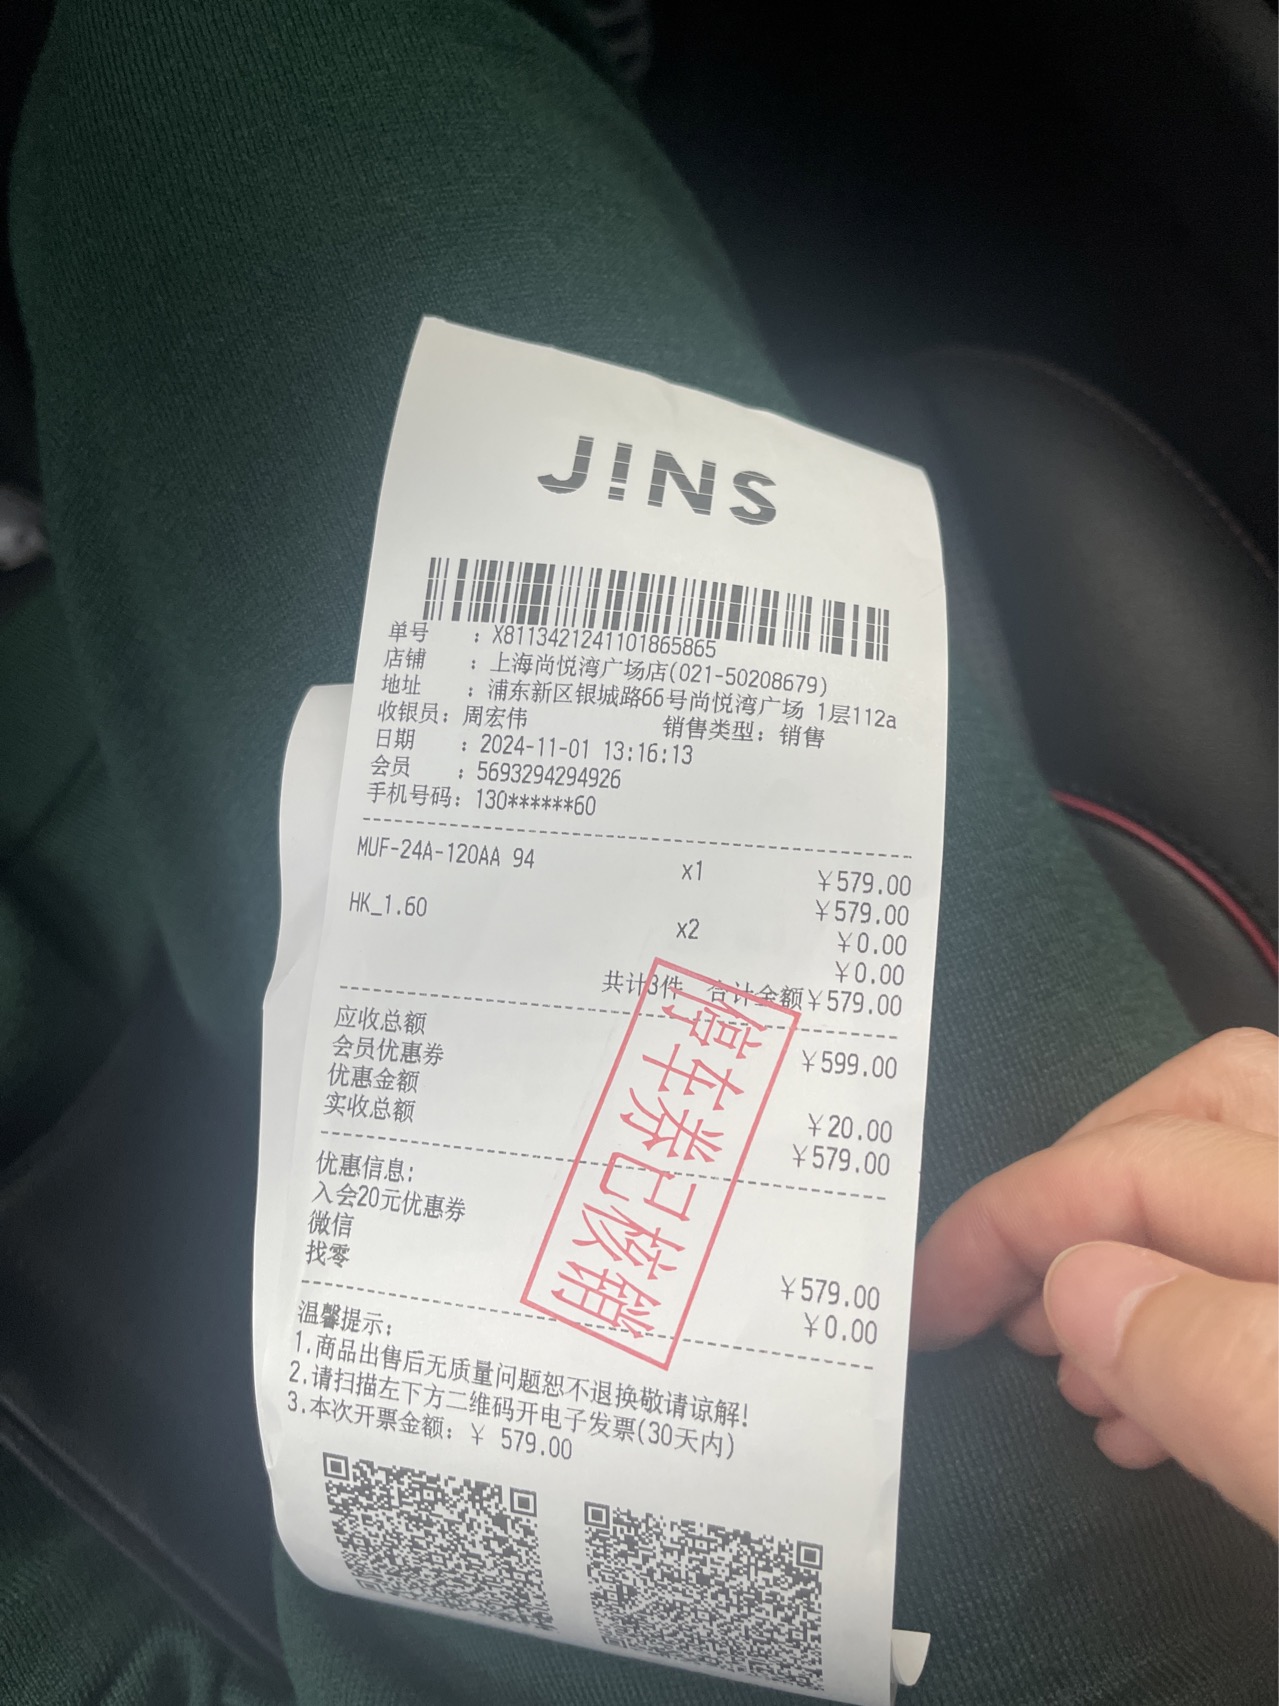 JINS
单号 : X81134212411018​65865
店铺 : 上海尚悦湾广场店(021-50208679)
地址 : 浦东新区银城路66号尚悦湾广场 1层112a
收银员: 周宏伟 销售类型: 销售
日期 : 2024-11-01 13:16:13
会员 : 5693294294926
手机号码: 130******60
MUF-24A-120AA 94 x1 ¥579.00
¥579.00
HK_1.60 x2 ¥0.00
¥0.00
共计3件 合计金额¥579.00
应收总额 ¥599.00
会员优惠券
优惠金额 ¥20.00
实收总额 ¥579.00
优惠信息:
入会20元优惠券
微信 ¥579.00
找零 ¥0.00
停车券已核销
温馨提示;
1.商品出售后无质量问题恕不退换敬请谅解!
2.请扫描左下方二维码开电子发票(30天内)
3.本次开票金额: ¥ 579.00